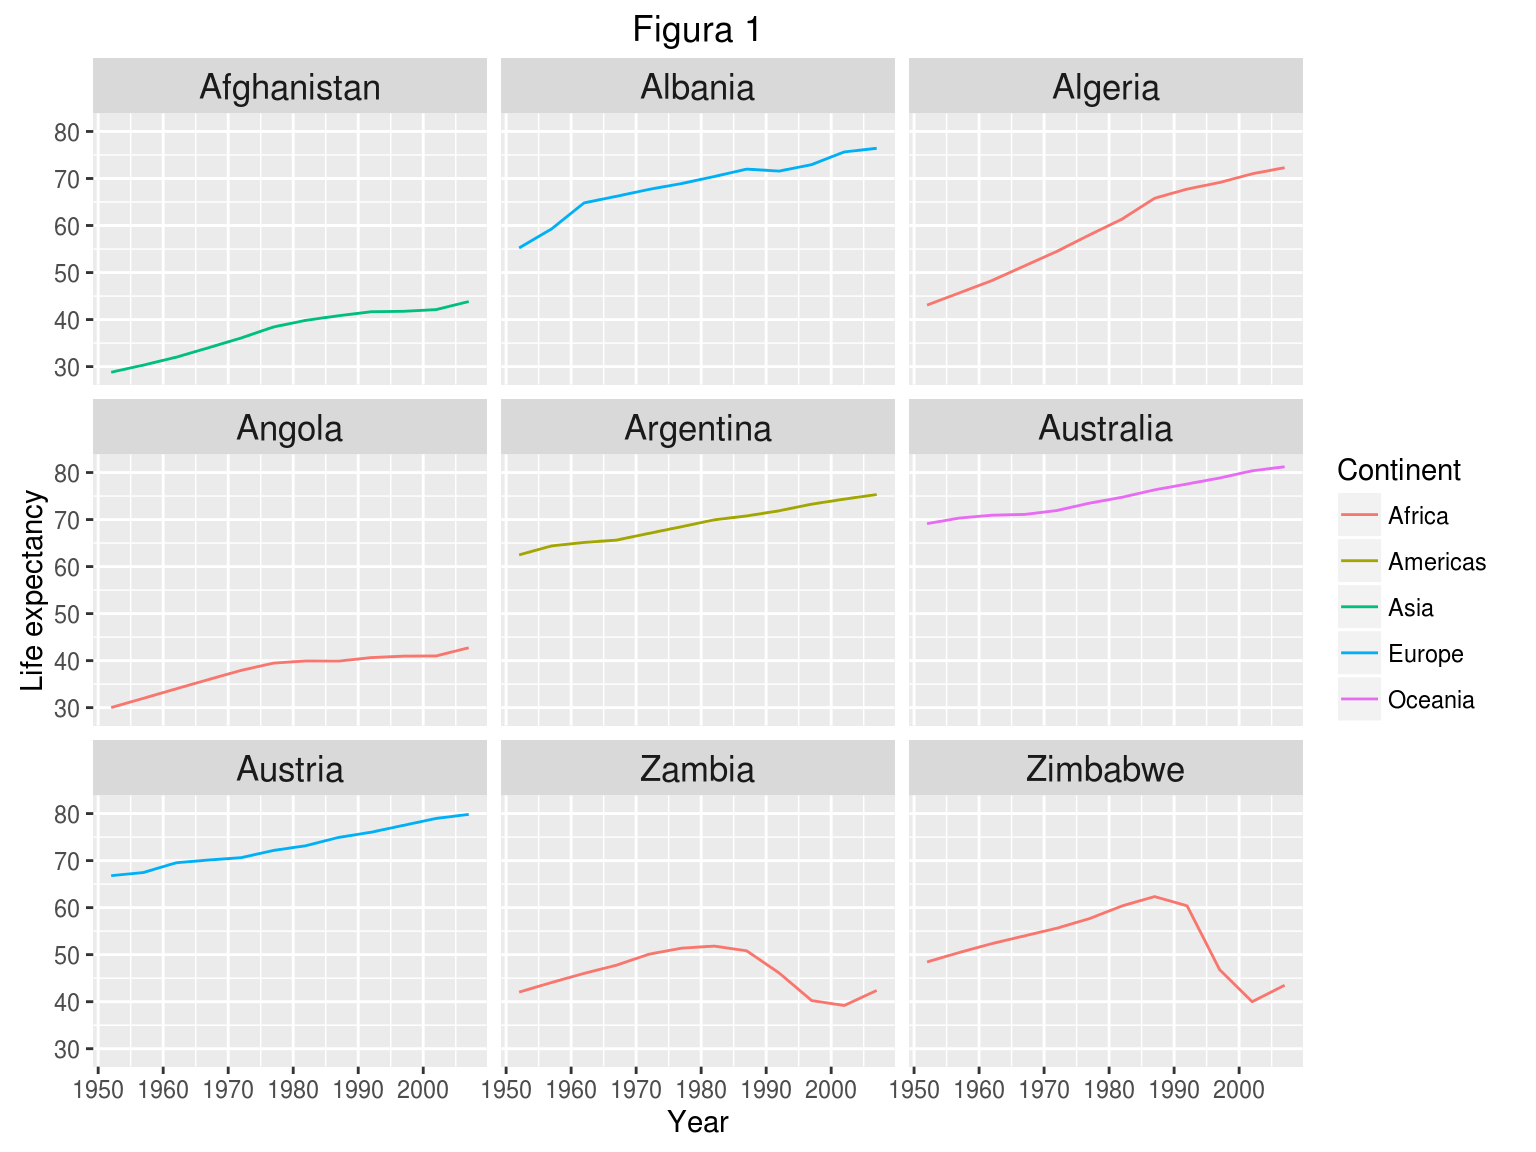 Figura 1
Afghanistan Albania Algeria
80
70
60
50
40
30
Angola Argentina Australia
80
70
60
50
40
30
Austria Zambia Zimbabwe
80
70
60
50
40
30
1950 1960 1970 1980 1990 2000 1950 1960 1970 1980 1990 2000 1950 1960 1970 1980 1990 2000
Year
Life expectancy
Continent
Africa
Americas
Asia
Europe
Oceania